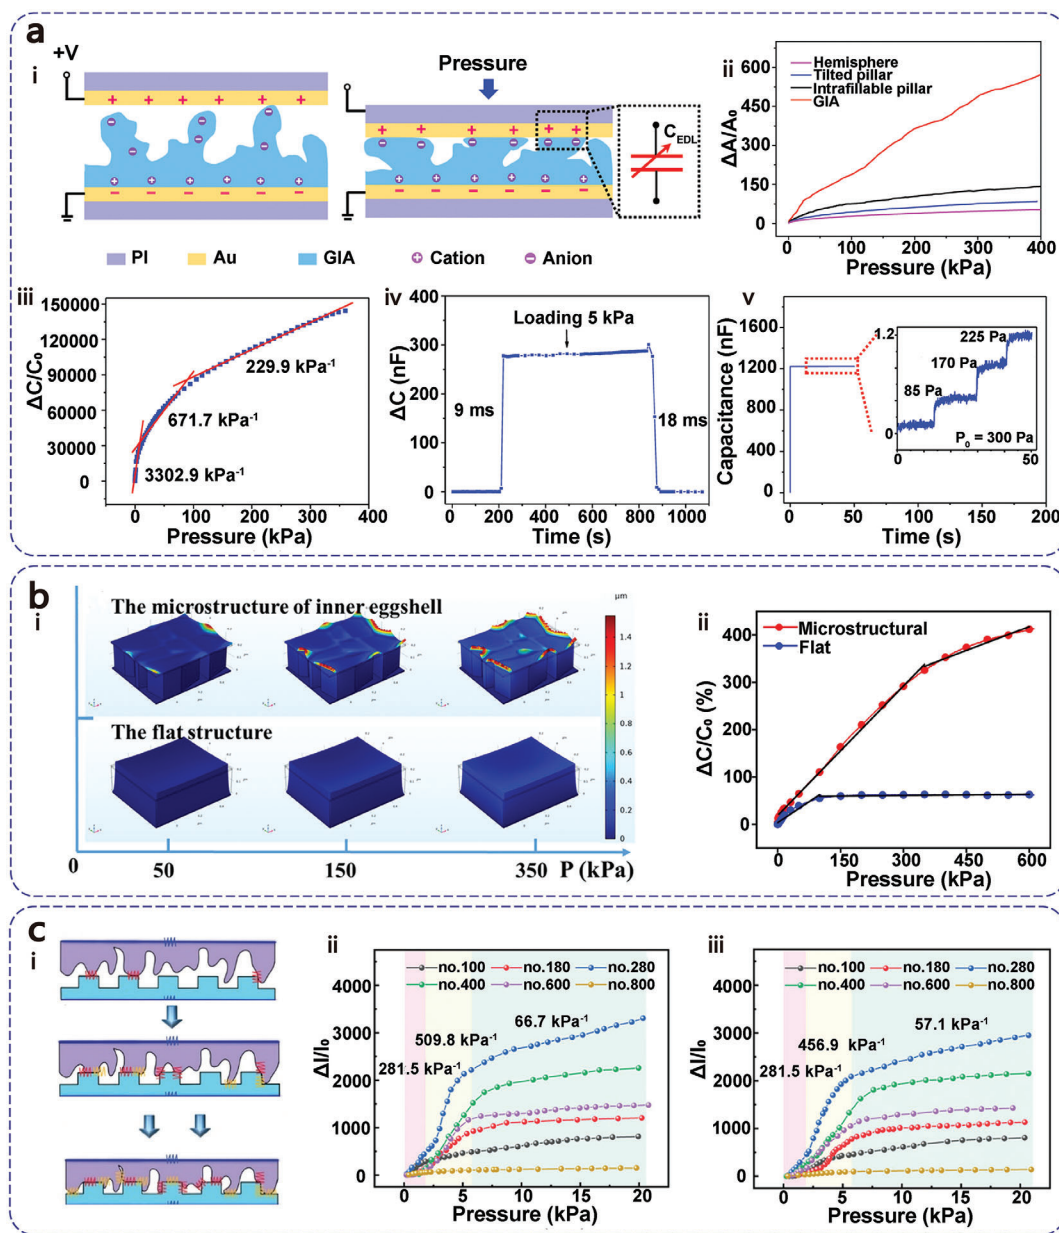 a
i
+V
Pressure
C_EDL
PI
Au
GIA
Cation
Anion
ii
Hemisphere
Tilted pillar
Intrafillable pillar
GIA
ΔA/A₀
600
450
300
150
0
0 100 200 300 400
Pressure (kPa)
iii
ΔC/C₀
150000
120000
90000
60000
30000
0
229.9 kPa⁻¹
671.7 kPa⁻¹
3302.9 kPa⁻¹
0 100 200 300 400
Pressure (kPa)
iv
ΔC (nF)
400
300
200
100
0
Loading 5 kPa
9 ms
18 ms
0 200 400 600 800 1000
Time (s)
v
Capacitance (nF)
1600
1200
800
400
0
1.2
0
225 Pa
170 Pa
85 Pa
P₀ = 300 Pa
0 50
0 50 100 150 200
Time (s)
b
i
The microstructure of inner eggshell
The flat structure
μm
1.4
1.2
1
0.8
0.6
0.4
0.2
0
0 50 150 350 P (kPa)
ii
Microstructural
Flat
ΔC/C₀ (%)
400
300
200
100
0
0 150 300 450 600
Pressure (kPa)
c
i
ii
no.100 no.180 no.280
no.400 no.600 no.800
ΔI/I₀
4000
3000
2000
1000
0
66.7 kPa⁻¹
509.8 kPa⁻¹
281.5 kPa⁻¹
0 5 10 15 20
Pressure (kPa)
iii
no.100 no.180 no.280
no.400 no.600 no.800
ΔI/I₀
4000
3000
2000
1000
0
57.1 kPa⁻¹
456.9 kPa⁻¹
281.5 kPa⁻¹
0 5 10 15 20
Pressure (kPa)